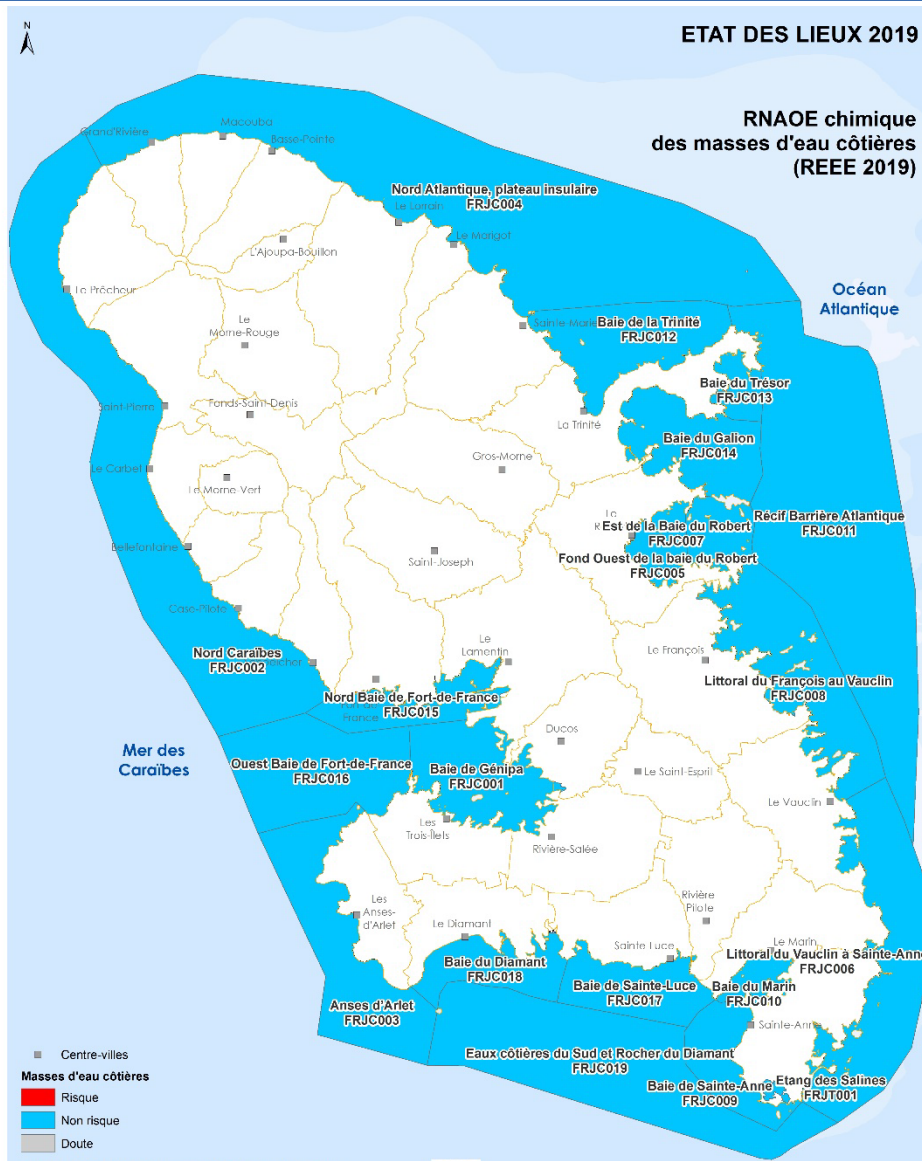 N
ETAT DES LIEUX 2019
RNAOE chimique
des masses d'eau côtières
(REEE 2019)
Grand'Rivière
Macouba
Basse-Pointe
Nord Atlantique, plateau insulaire
FRJC004
Le Lorrain
Le Marigot
L'Ajoupa-Bouillon
Le Prêcheur
Océan
Atlantique
Le
Morne-Rouge
Sainte-Marie
Baie de la Trinité
FRJC012
Baie du Trésor
FRJC013
Saint-Pierre
Fonds-Saint-Denis
La Trinité
Baie du Galion
FRJC014
Le Carbet
Gros-Morne
Le Morne-Vert
Récif Barrière Atlantique
FRJC011
La
Est de la Baie du Robert
FRJC007
Bellefontaine
Saint-Joseph
Fond Ouest de la baie du Robert
FRJC005
Case-Pilote
Nord Caraïbes
FRJC002
Le
Lamentin
Le François
Littoral du François au Vauclin
FRJC008
Nord Baie de Fort-de-France
FRJC015
France
Ducos
Mer des
Caraïbes
Ouest Baie de Fort-de-France
FRJC016
Baie de Génipa
FRJC001
Le Saint-Esprit
Le Vauclin
Les
Trois-Îlets
Rivière-Salée
Les
Anses-
d'Arlet
Rivière
Pilote
Le Diamant
Sainte Luce
Le Marin
Littoral du Vauclin à Sainte-Anne
FRJC006
Baie du Diamant
FRJC018
Baie de Sainte-Luce
FRJC017
Baie du Marin
FRJC010
Anses d'Arlet
FRJC003
Sainte-Anne
Eaux côtières du Sud et Rocher du Diamant
FRJC019
Baie de Sainte-Anne
FRJC009
Etang des Salines
FRJT001
Centre-villes
Masses d'eau côtières
Risque
Non risque
Doute